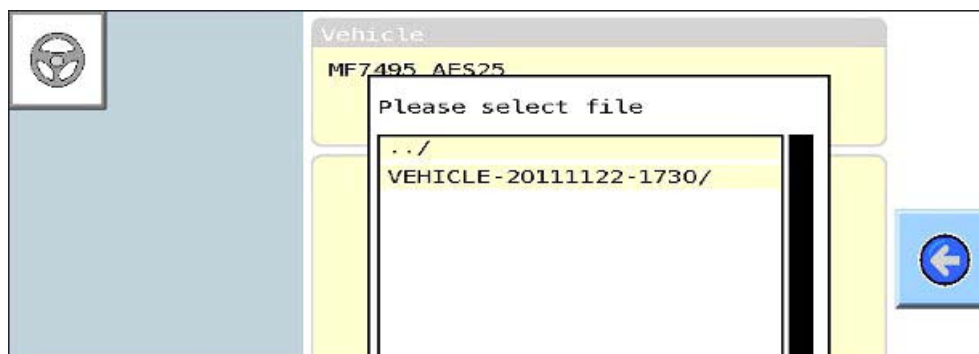 Vehicle
MF7495 AES25
Please select file
../
VEHICLE-20111122-1730/